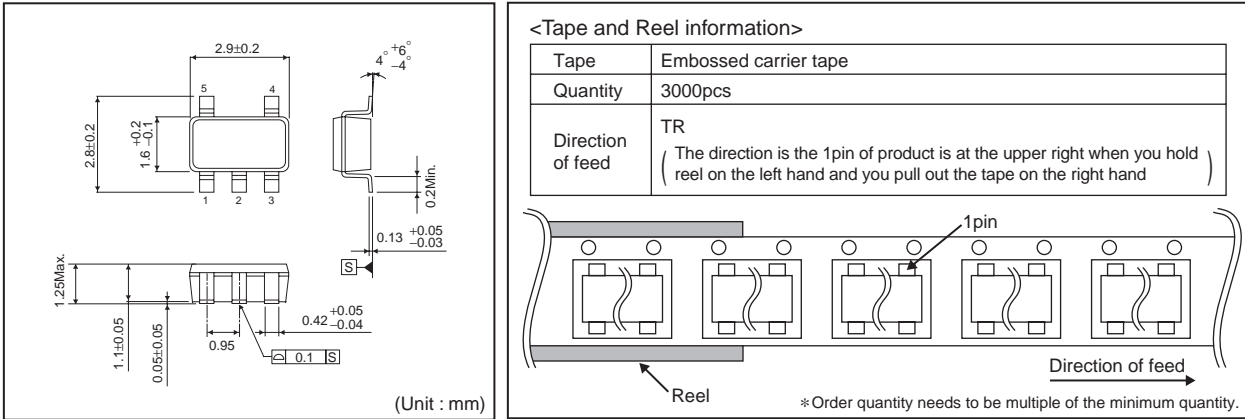 2.9±0.2
5 4
4° +6° −4°
2.8±0.2
1.6 +0.2 −0.1
1 2 3
0.2Min.
0.13 +0.05 −0.03
S
1.25Max.
1.1±0.05
0.05±0.05
0.95
0.42 +0.05 −0.04
0.1 S
(Unit : mm)
<Tape and Reel information>
Tape Embossed carrier tape
Quantity 3000pcs
Direction of feed
TR
( The direction is the 1pin of product is at the upper right when you hold
reel on the left hand and you pull out the tape on the right hand )
1pin
Reel
Direction of feed
∗Order quantity needs to be multiple of the minimum quantity.